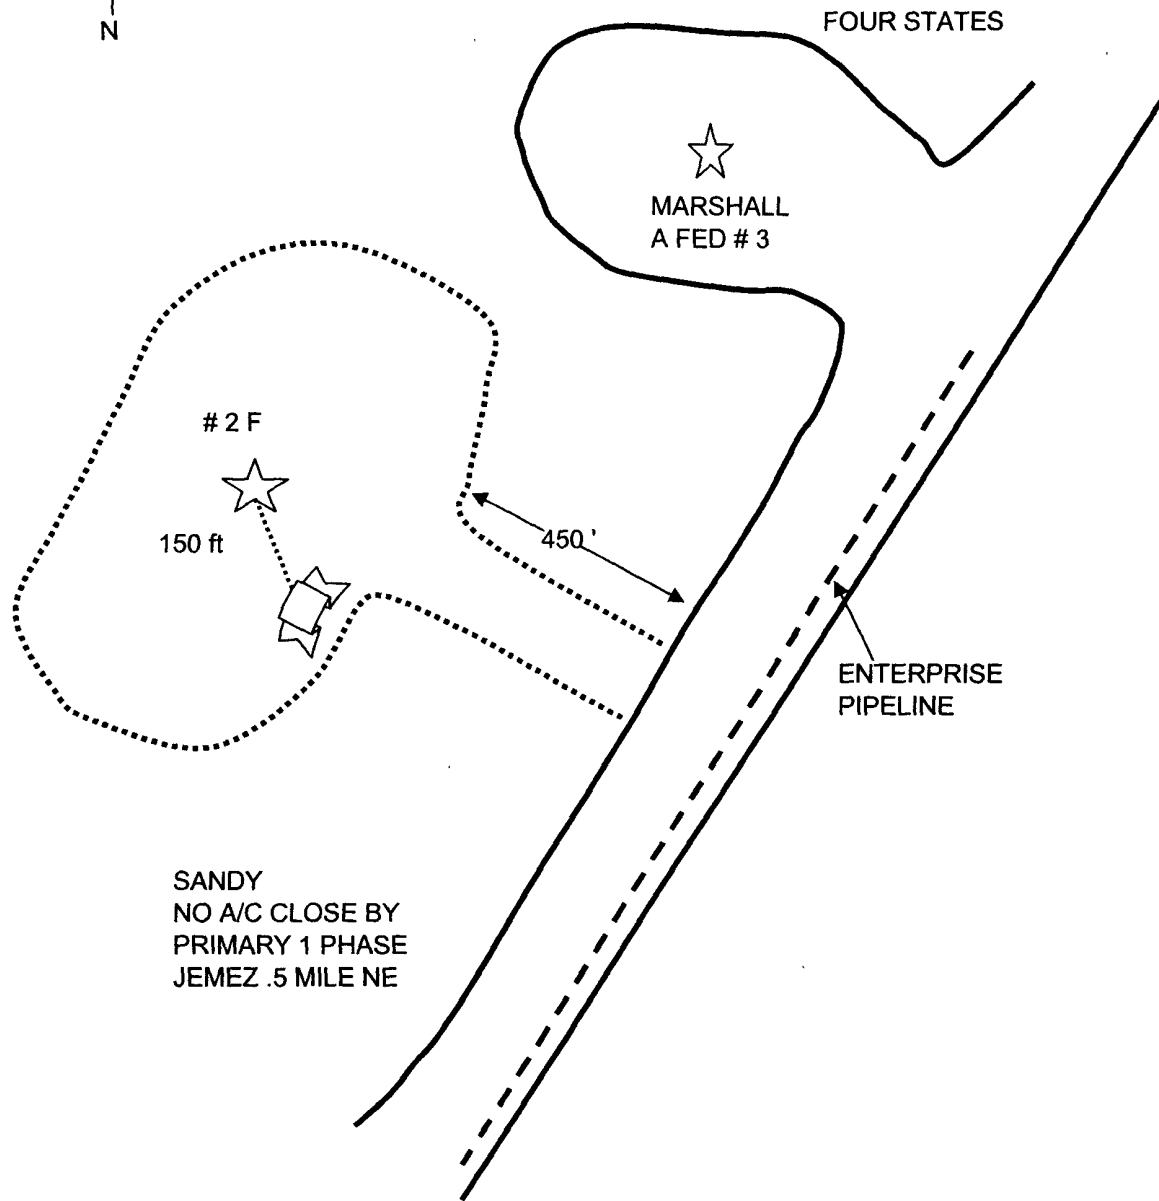 N
FOUR STATES
MARSHALL
A FED # 3
# 2 F
150 ft
450 '
ENTERPRISE
PIPELINE
SANDY
NO A/C CLOSE BY
PRIMARY 1 PHASE
JEMEZ .5 MILE NE